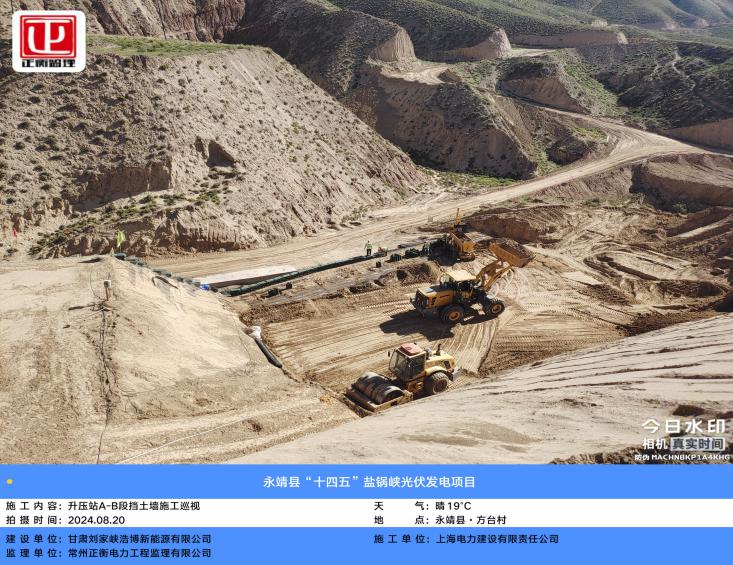 正衡监理
今日水印
相机 真实时间
防伪 MACHNBKP1A4KHG
永靖县“十四五”盐锅峡光伏发电项目
施工内容：升压站A-B段挡土墙施工巡视
天气：晴 19℃
拍摄时间：2024.08.20
地点：永靖县·方台村
建设单位：甘肃刘家峡浩博新能源有限公司
施工单位：上海电力建设有限责任公司
监理单位：常州正衡电力工程监理有限公司